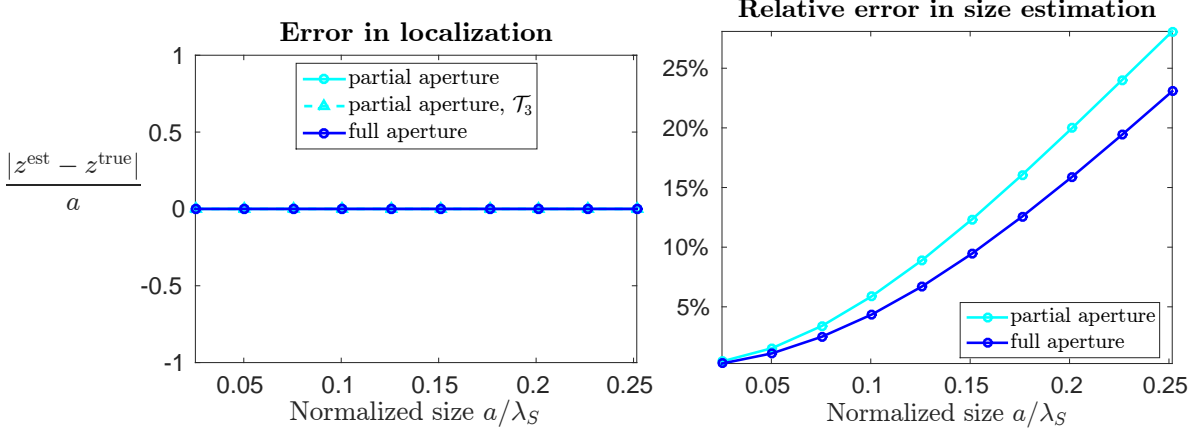 Error in localization
|z^est − z^true|
a
1
0.5
0
-0.5
-1
partial aperture
partial aperture, 𝒯₃
full aperture
0.05 0.1 0.15 0.2 0.25
Normalized size a/λ_S
Relative error in size estimation
25%
20%
15%
10%
5%
partial aperture
full aperture
0.05 0.1 0.15 0.2 0.25
Normalized size a/λ_S